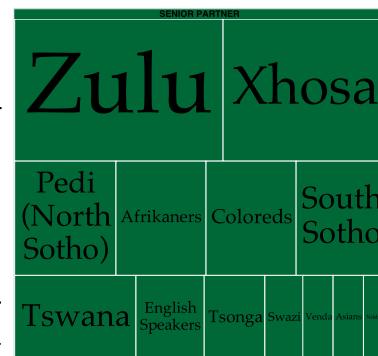 SENIOR PARTNER
Zulu
Xhosa
Pedi
(North
Sotho)
Afrikaners
Coloreds
South
Sotho
Tswana
English
Speakers
Tsonga
Swazi
Venda
Asians